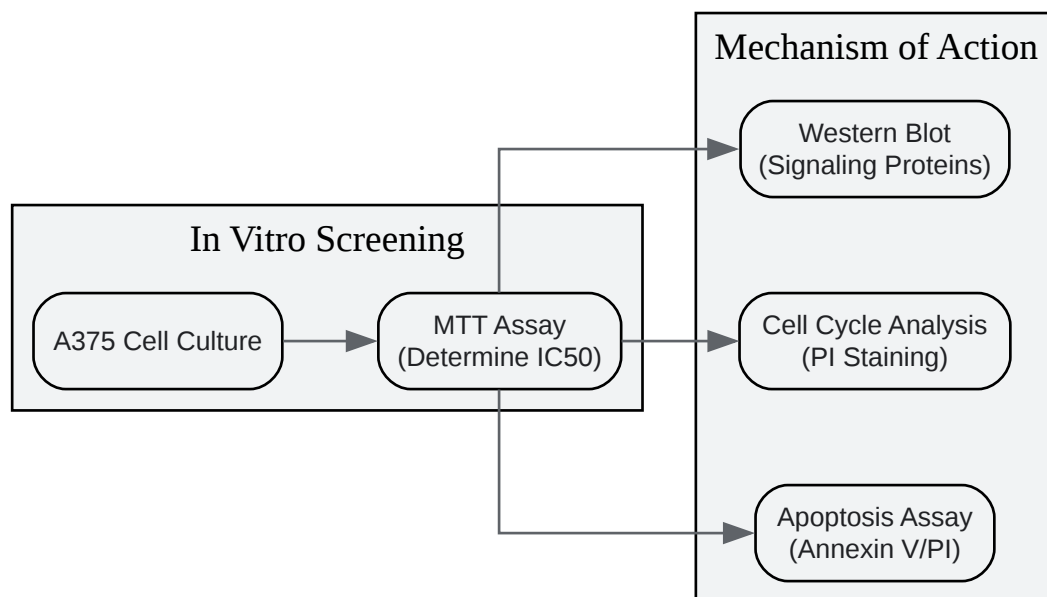 In Vitro Screening
A375 Cell Culture
MTT Assay
(Determine IC50)
Mechanism of Action
Western Blot
(Signaling Proteins)
Cell Cycle Analysis
(PI Staining)
Apoptosis Assay
(Annexin V/PI)